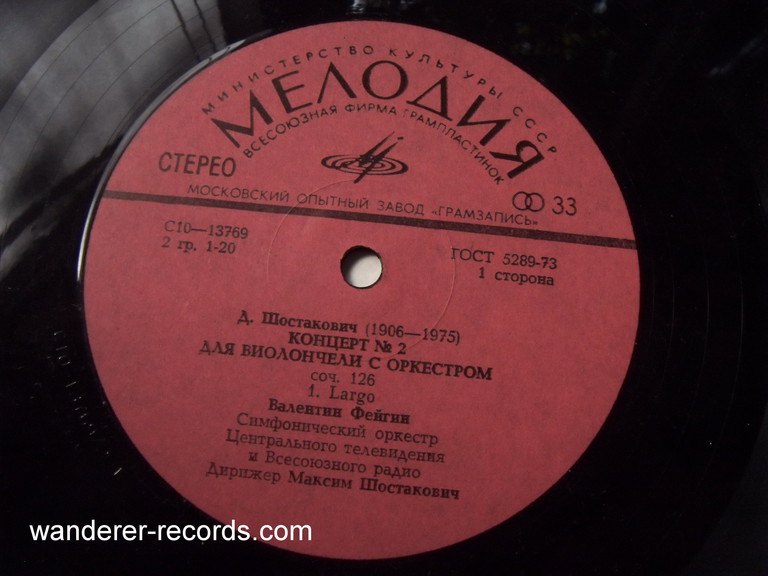 МИНИСТЕРСТВО КУЛЬТУРЫ СССР
МЕЛОДИЯ
ВСЕСОЮЗНАЯ ФИРМА ГРАМПЛАСТИНОК
СТЕРЕО
33
МОСКОВСКИЙ ОПЫТНЫЙ ЗАВОД «ГРАМЗАПИСЬ»
С10—13769
2 гр. 1-20
ГОСТ 5289-73
1 сторона
Д. Шостакович (1906—1975)
КОНЦЕРТ № 2
ДЛЯ ВИОЛОНЧЕЛИ С ОРКЕСТРОМ
соч. 126
1. Largo
Валентин Фейгин
Симфонический оркестр
Центрального телевидения
и Всесоюзного радио
Дирижер Максим Шостакович
wanderer-records.com